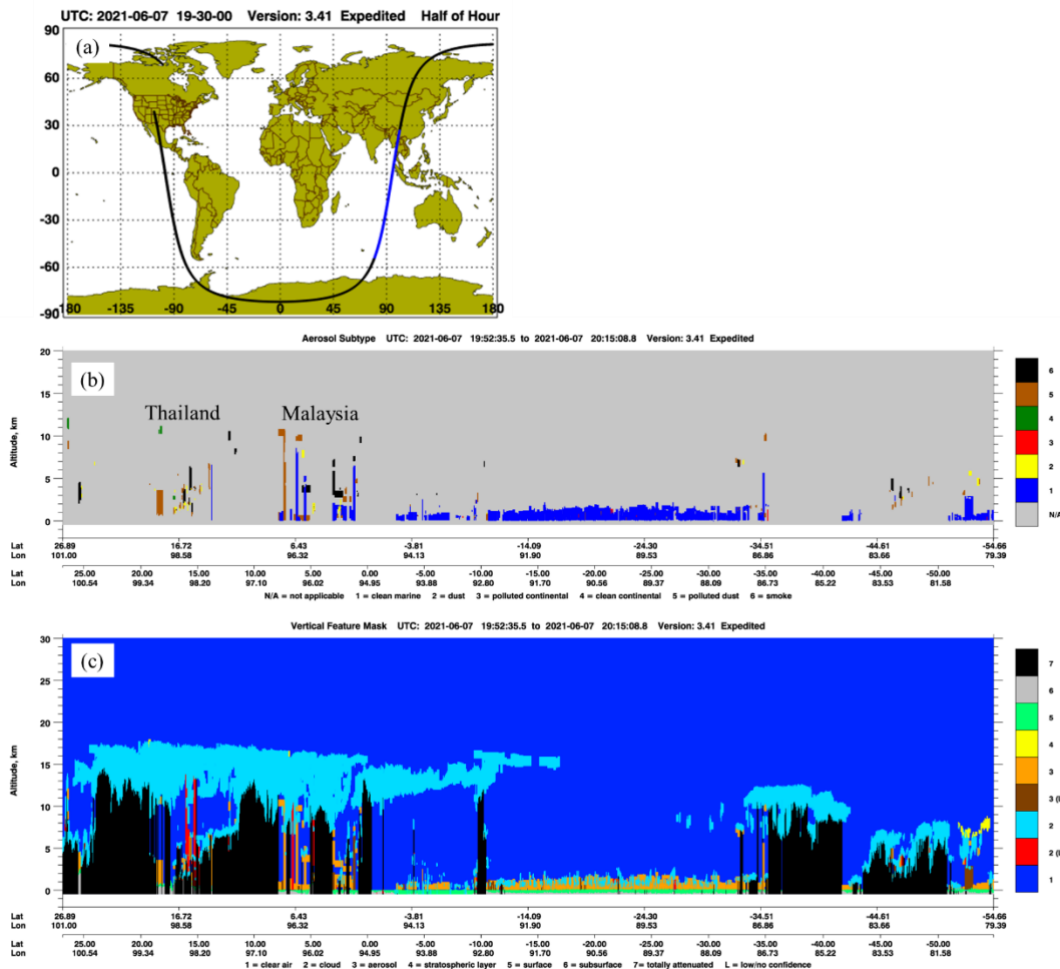 UTC: 2021-06-07 19-30-00 Version: 3.41 Expedited Half of Hour
(a)
90
60
30
0
-30
-60
-90
180 -135 -90 -45 0 45 90 135 180
Aerosol Subtype UTC: 2021-06-07 19:52:35.5 to 2021-06-07 20:15:08.8 Version: 3.41 Expedited
(b)
Thailand Malaysia
Altitude, km
20
15
10
5
0
6
5
4
3
2
1
N/A
Lat 26.89 16.72 6.43 -3.81 -14.09 -24.30 -34.51 -44.61 -54.66
Lon 101.00 98.58 96.32 94.13 91.90 89.53 86.86 83.66 79.39
Lat 25.00 20.00 15.00 10.00 5.00 0.00 -5.00 -10.00 -15.00 -20.00 -25.00 -30.00 -35.00 -40.00 -45.00 -50.00
Lon 100.54 99.34 98.20 97.10 96.02 94.95 93.88 92.80 91.70 90.56 89.37 88.09 86.73 85.22 83.53 81.58
N/A = not applicable 1 = clean marine 2 = dust 3 = polluted continental 4 = clean continental 5 = polluted dust 6 = smoke
Vertical Feature Mask UTC: 2021-06-07 19:52:35.5 to 2021-06-07 20:15:08.8 Version: 3.41 Expedited
(c)
Altitude, km
30
25
20
15
10
5
0
7
6
5
4
3
3 (
2
2 (
1
Lat 26.89 16.72 6.43 -3.81 -14.09 -24.30 -34.51 -44.61 -54.66
Lon 101.00 98.58 96.32 94.13 91.90 89.53 86.86 83.66 79.39
Lat 25.00 20.00 15.00 10.00 5.00 0.00 -5.00 -10.00 -15.00 -20.00 -25.00 -30.00 -35.00 -40.00 -45.00 -50.00
Lon 100.54 99.34 98.20 97.10 96.02 94.95 93.88 92.80 91.70 90.56 89.37 88.09 86.73 85.22 83.53 81.58
1 = clear air 2 = cloud 3 = aerosol 4 = stratospheric layer 5 = surface 6 = subsurface 7= totally attenuated L = low/no confidence